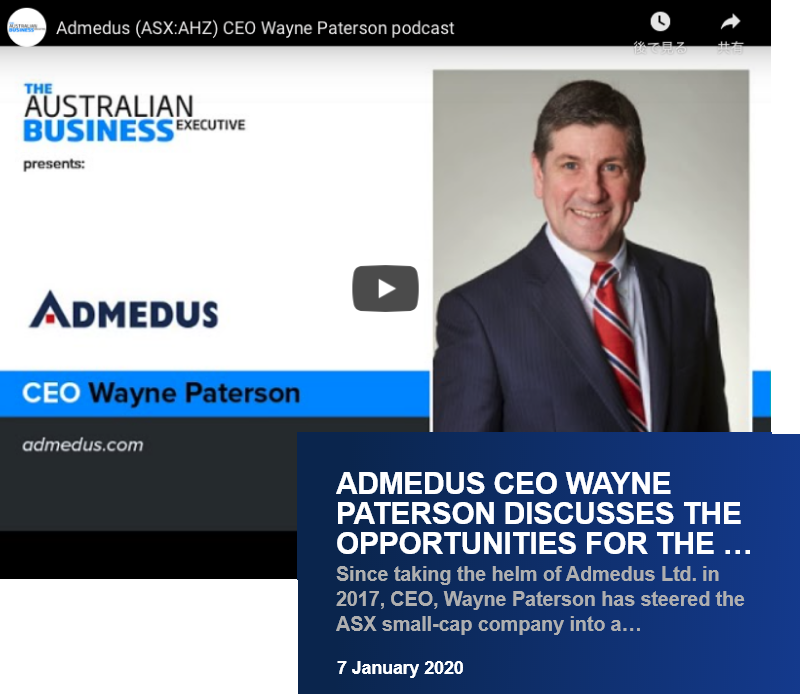 Admedus (ASX:AHZ) CEO Wayne Paterson podcast
後で見る
共有
THE
AUSTRALIAN
BUSINESS EXECUTIVE
presents:
ADMEDUS
CEO Wayne Paterson
admedus.com
ADMEDUS CEO WAYNE
PATERSON DISCUSSES THE
OPPORTUNITIES FOR THE …
Since taking the helm of Admedus Ltd. in
2017, CEO, Wayne Paterson has steered the
ASX small-cap company into a…
7 January 2020